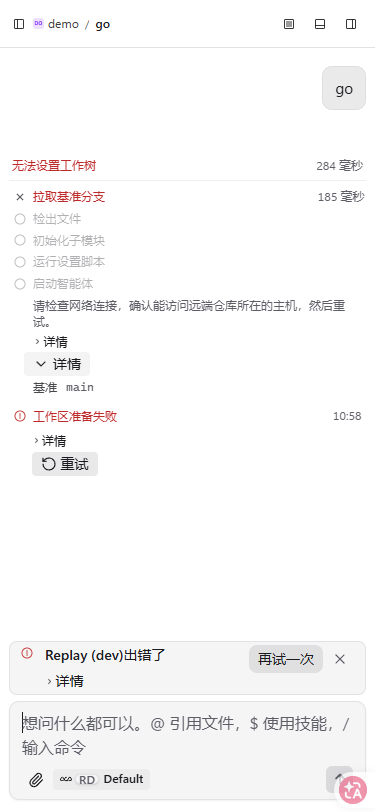 DO demo / go
go
无法设置工作树 284 毫秒
拉取基准分支 185 毫秒
检出文件
初始化子模块
运行设置脚本
启动智能体
请检查网络连接，确认能访问远端仓库所在的主机，然后重
试。
详情
详情
基准 main
工作区准备失败 10:58
详情
重试
Replay (dev)出错了 再试一次
详情
想问什么都可以。@ 引用文件，$ 使用技能，/
输入命令
RD Default